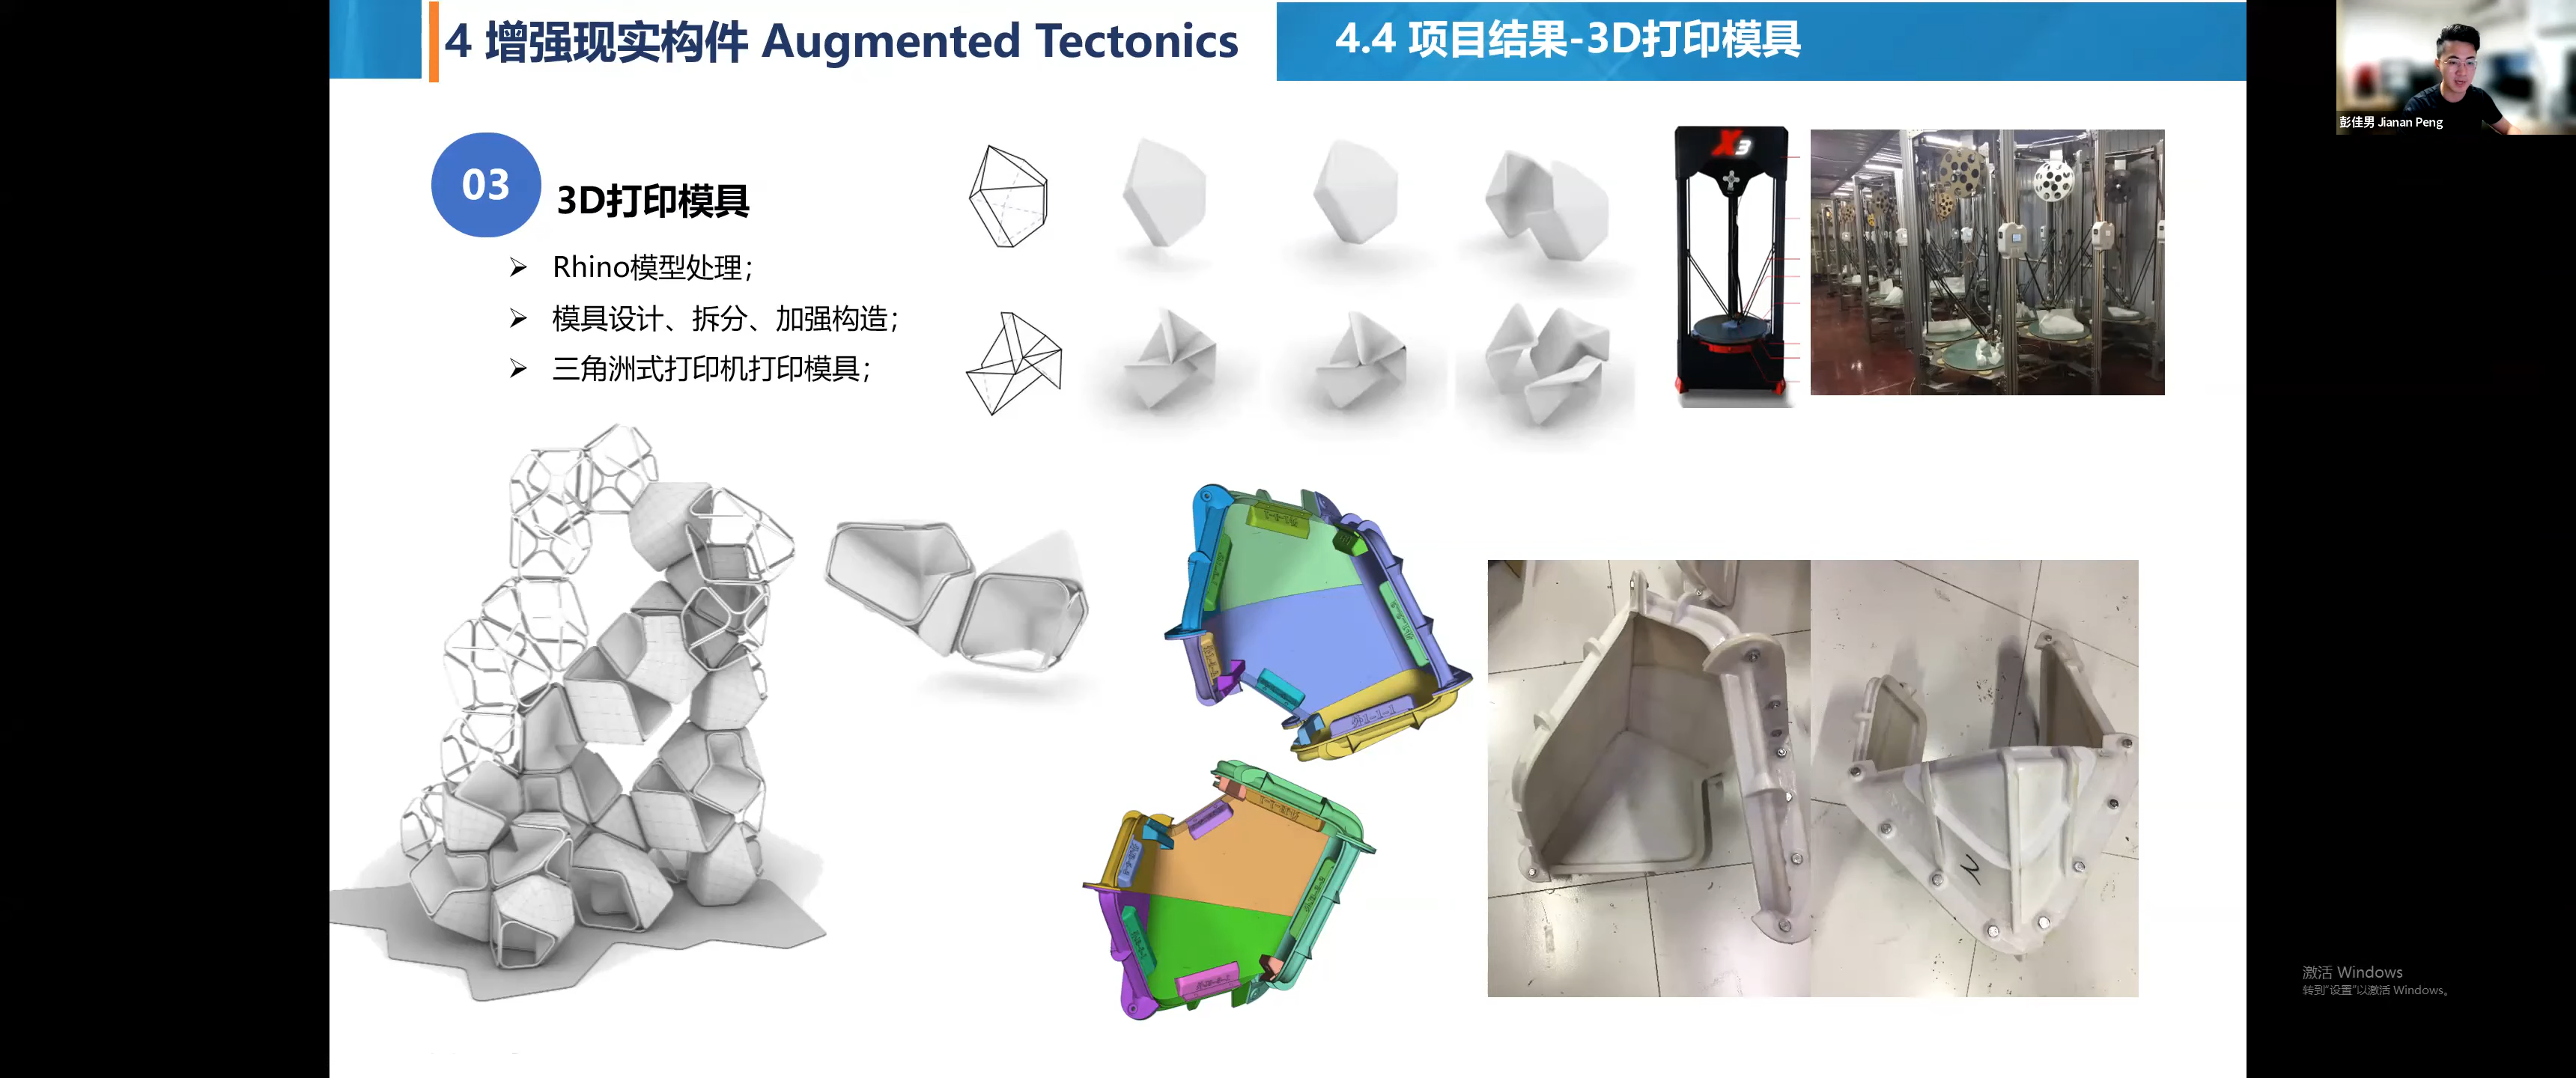 4 增强现实构件 Augmented Tectonics
4.4 项目结果-3D打印模具
彭佳男 Jianan Peng
03
3D打印模具
Rhino模型处理；
模具设计、拆分、加强构造；
三角洲式打印机打印模具；
X3
N
激活 Windows
转到"设置"以激活 Windows。